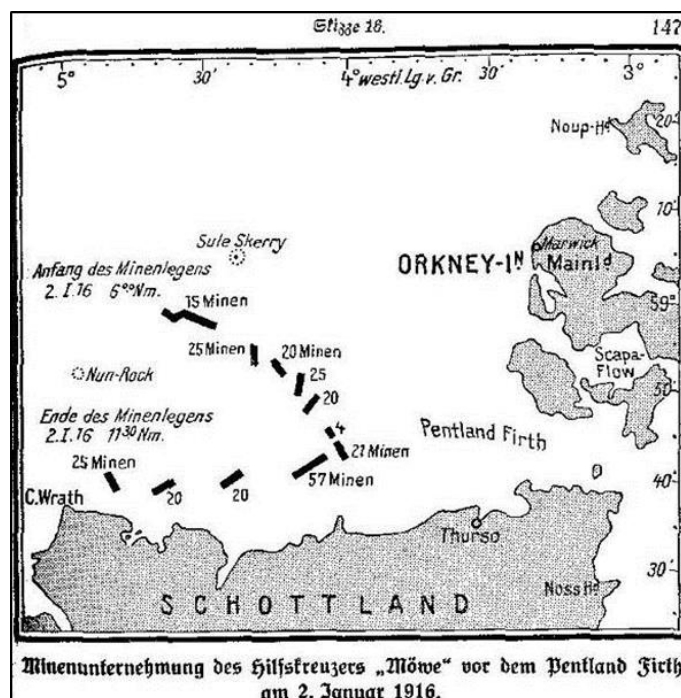 Skizze 16.
147
5°
30'
4° westl. Lg. v. Gr.
30'
3°
Noup-Hd
20'
10'
Sule Skerry
Marwick
ORKNEY-IN
Mainld
Anfang des Minenlegens
2. I. 16 6°° Nm.
15 Minen
59°
25 Minen
20 Minen
Scapa-
Flow
Nun-Rock
25
20
50'
Ende des Minenlegens
2. I. 16 11³⁰ Nm.
4
Pentland Firth
21 Minen
25 Minen
57 Minen
40'
C. Wrath
20
20
Thurso
30'
Noss Hd
SCHOTTLAND
Minenunternehmung des Hilfskreuzers „Möwe" vor dem Pentland Firth
am 2. Januar 1916.